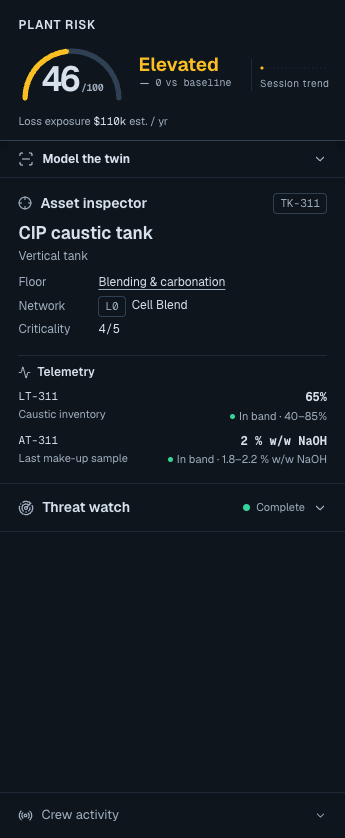 PLANT RISK
46 /100
Elevated
— 0 vs baseline
Session trend
Loss exposure $110k est. / yr
Model the twin
Asset inspector TK-311
CIP caustic tank
Vertical tank
Floor Blending & carbonation
Network L0 Cell Blend
Criticality 4/5
Telemetry
LT-311 65%
Caustic inventory In band · 40–85%
AT-311 2 % w/w NaOH
Last make-up sample In band · 1.8–2.2 % w/w NaOH
Threat watch Complete
Crew activity